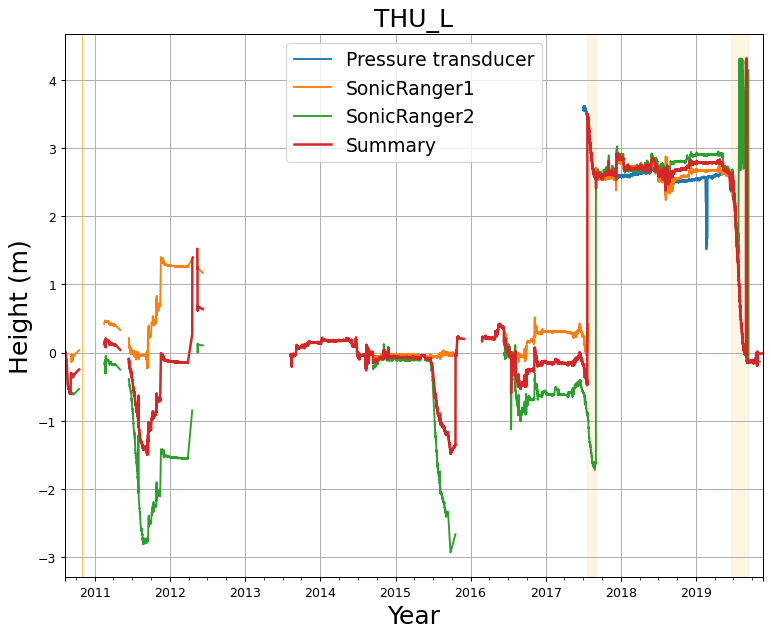 THU_L
Pressure transducer
SonicRanger1
SonicRanger2
Summary
Height (m)
4
3
2
1
0
−1
−2
−3
2011 2012 2013 2014 2015 2016 2017 2018 2019
Year